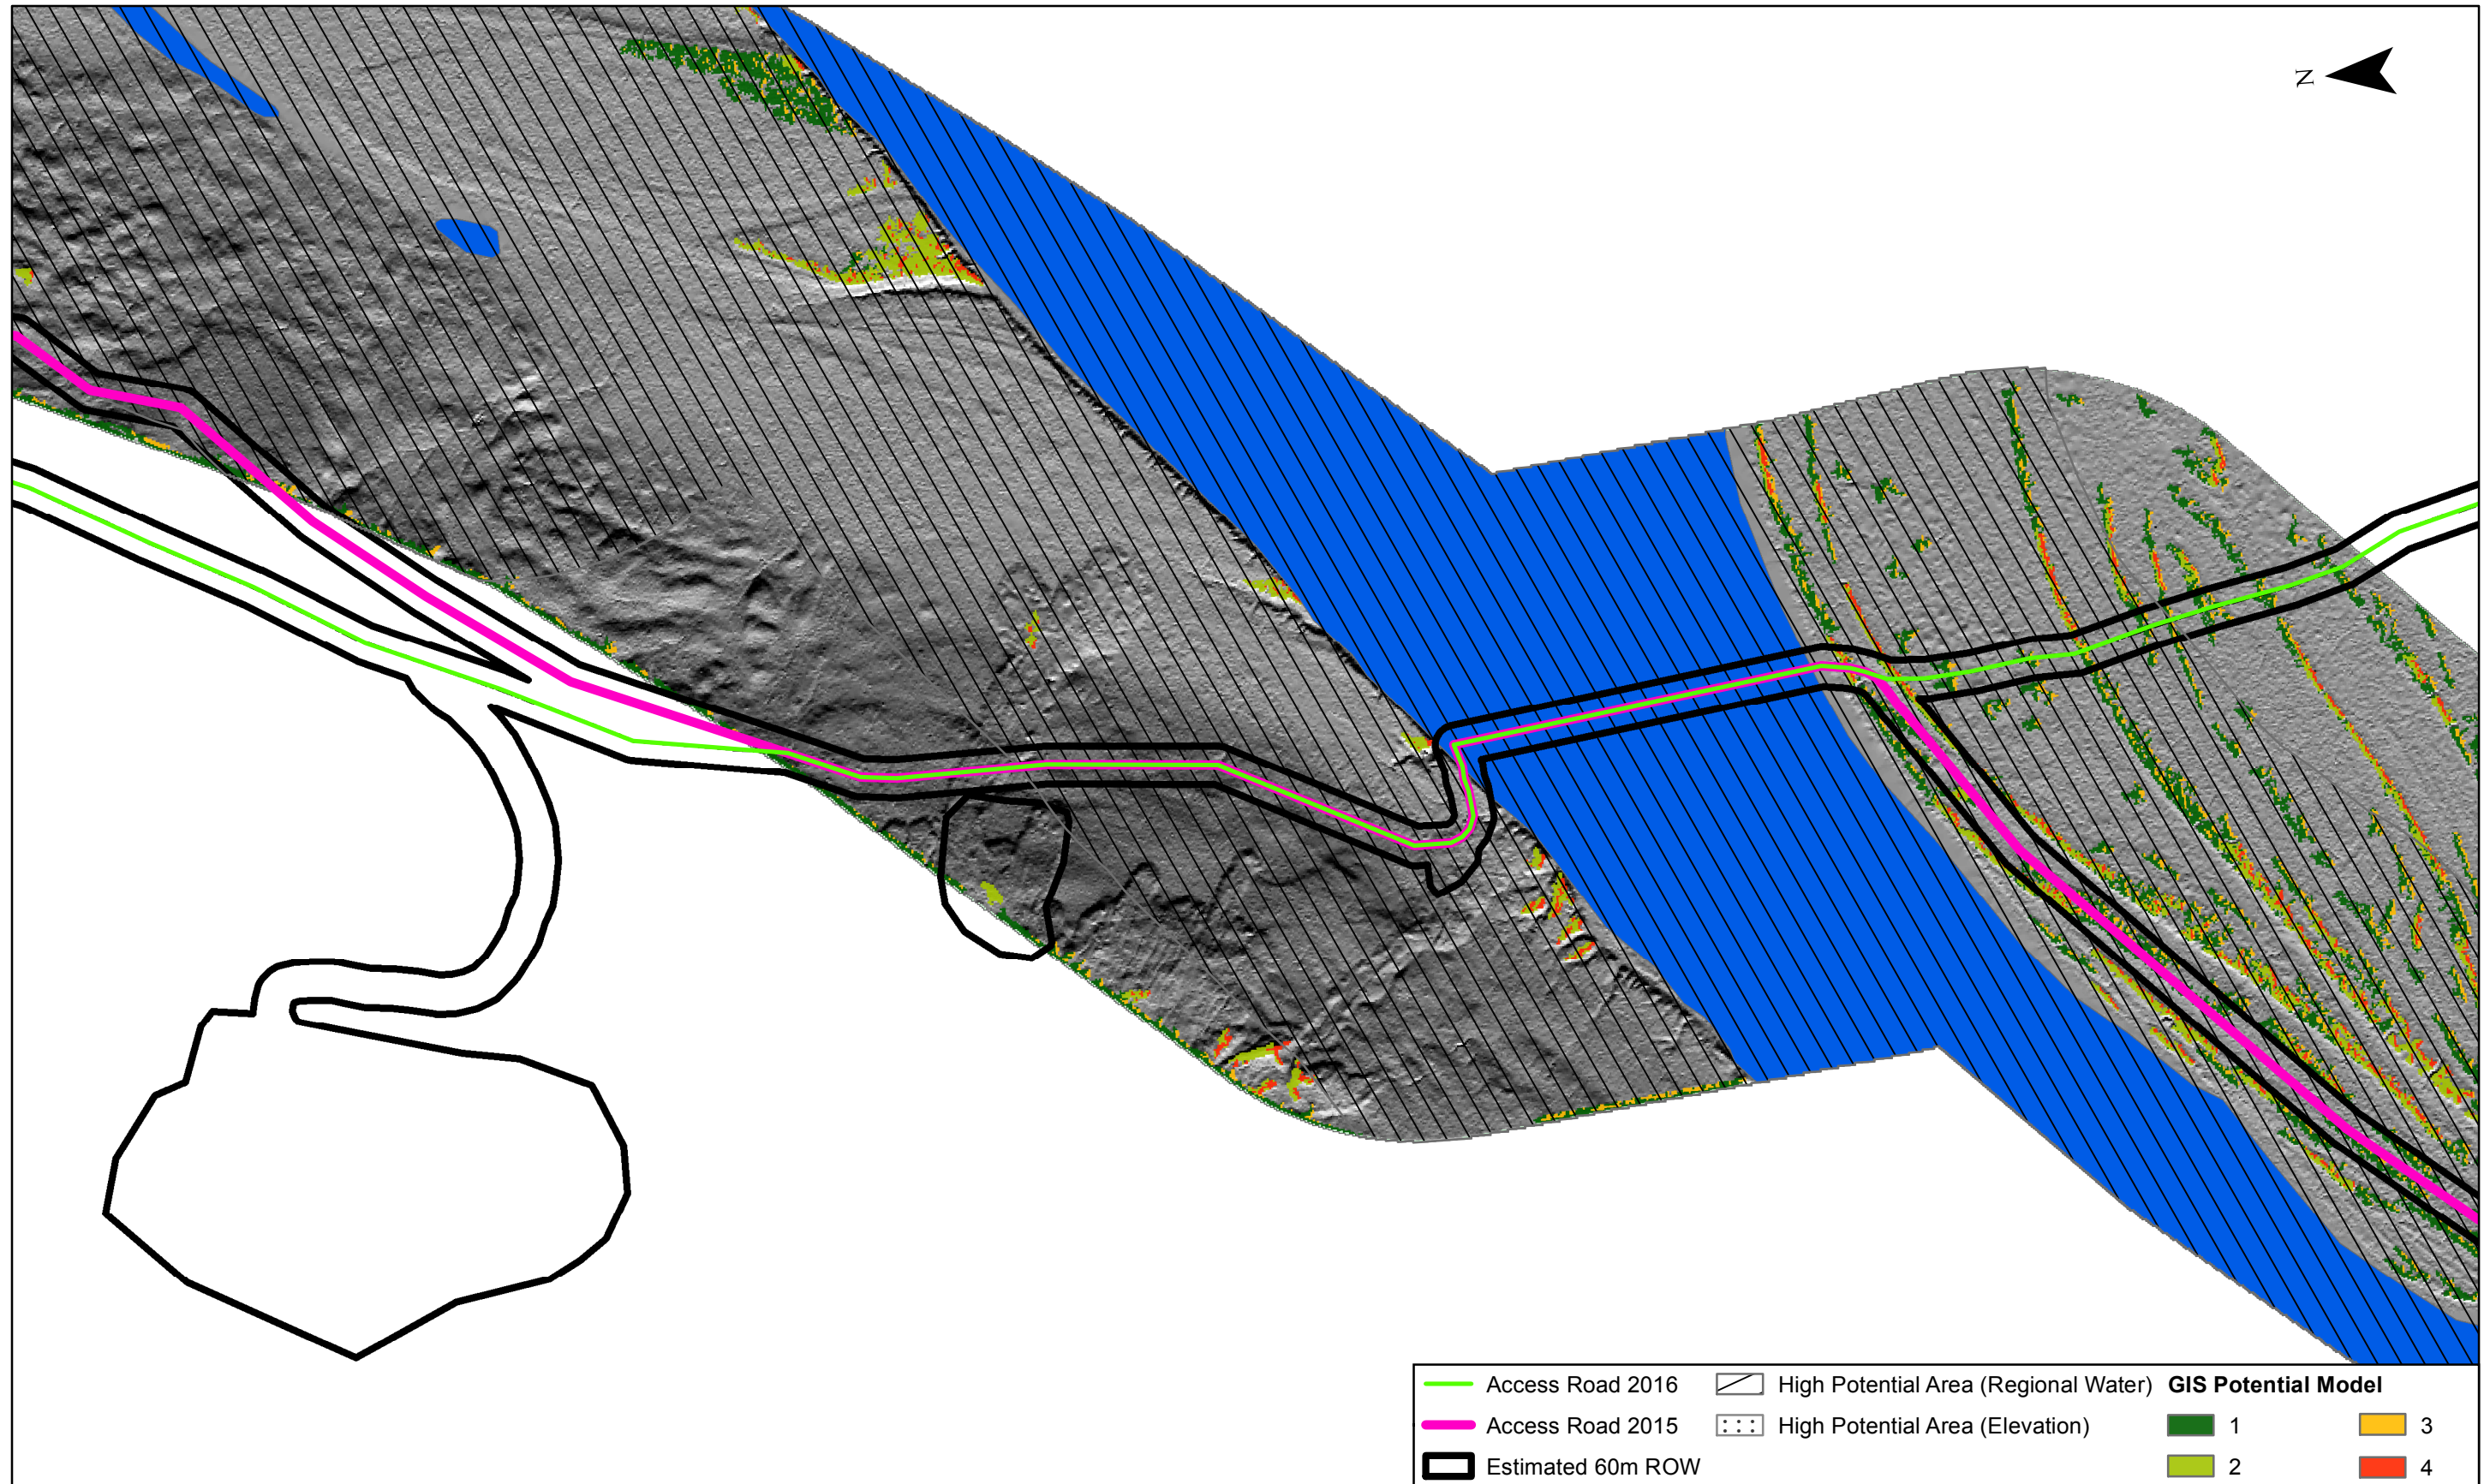 N
Access Road 2016
Access Road 2015
Estimated 60m ROW
High Potential Area (Regional Water)
High Potential Area (Elevation)
GIS Potential Model
1
2
3
4